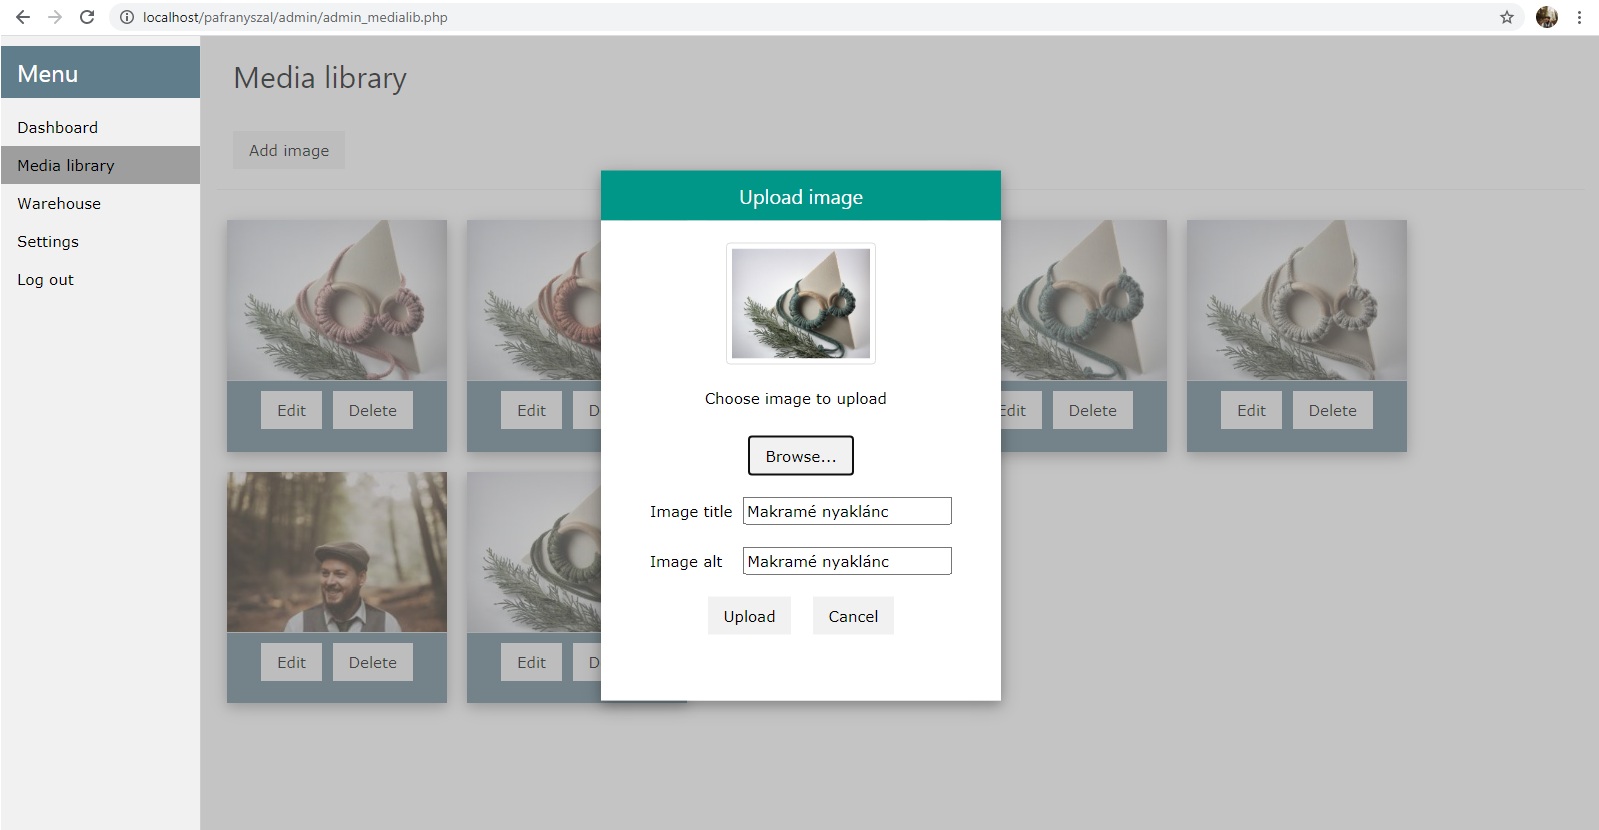 localhost/pafranyszal/admin/admin_medialib.php
Menu
Dashboard
Media library
Warehouse
Settings
Log out
Media library
Add image
Edit Delete
Edit D
Edit Delete
Edit Delete
Edit Delete
Edit D
Upload image
Choose image to upload
Browse...
Image title Makramé nyaklánc
Image alt Makramé nyaklánc
Upload Cancel